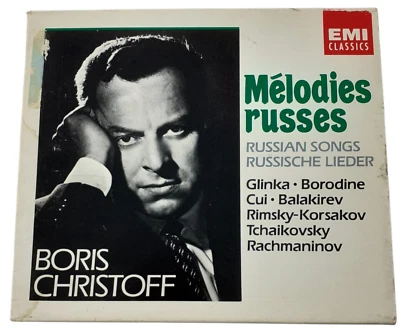 EMI
CLASSICS
Mélodies
russes
RUSSIAN SONGS
RUSSISCHE LIEDER
Glinka · Borodine
Cui · Balakirev
Rimsky-Korsakov
Tchaikovsky
Rachmaninov
BORIS
CHRISTOFF